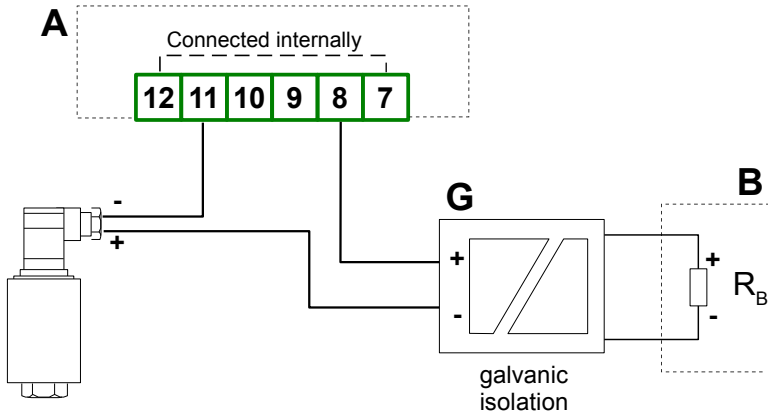 A
Connected internally
12 11 10 9 8 7
-
+
G
B
+
-
+
-
R_B
galvanic
isolation